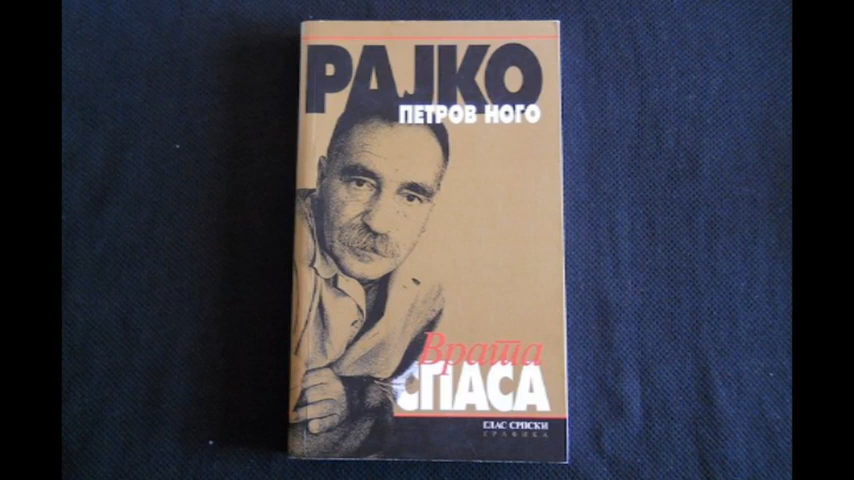 РАЈКО
ПЕТРОВ НОГО
Врата
СПАСА
ГЛАС СРПСКИ
ГРАФИКА